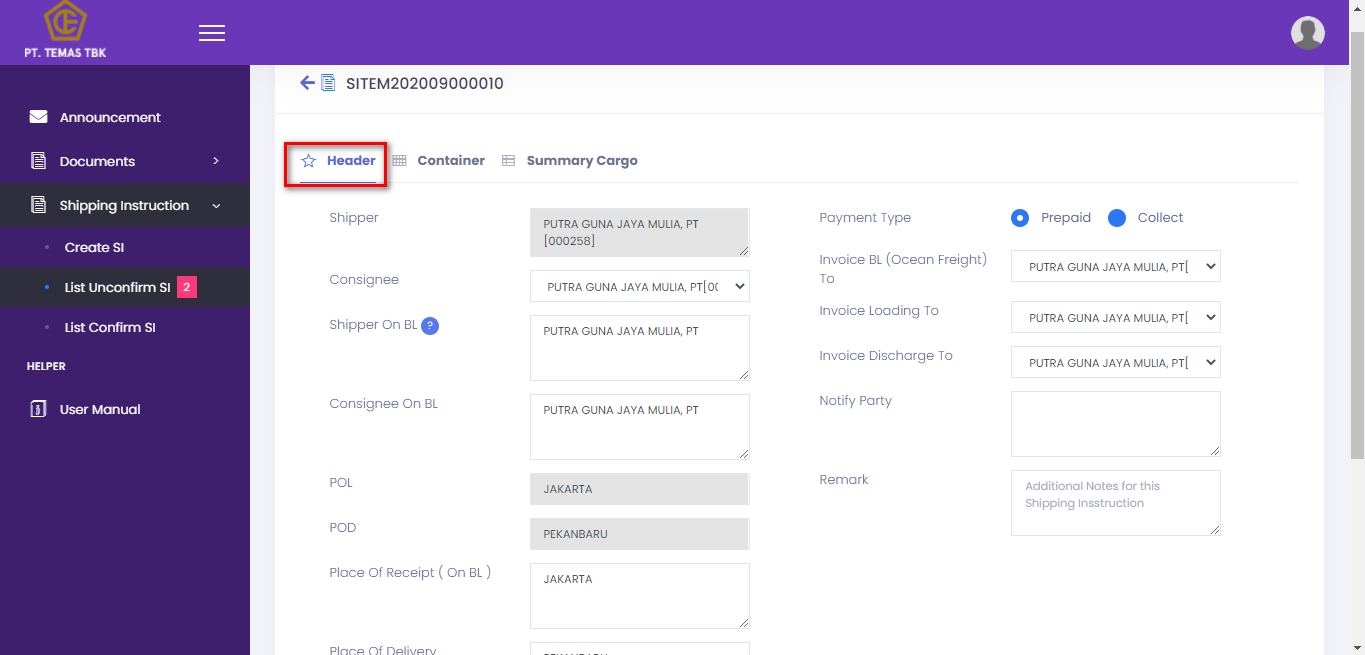 PT. TEMAS TBK
Announcement
Documents
Shipping Instruction
Create SI
List Unconfirm SI 2
List Confirm SI
HELPER
User Manual
SITEM202009000010
Header
Container
Summary Cargo
Shipper
PUTRA GUNA JAYA MULIA, PT
[000258]
Consignee
PUTRA GUNA JAYA MULIA, PT[00
Shipper On BL ?
PUTRA GUNA JAYA MULIA, PT
Consignee On BL
PUTRA GUNA JAYA MULIA, PT
POL
JAKARTA
POD
PEKANBARU
Place Of Receipt ( On BL )
JAKARTA
Place Of Delivery
Payment Type
Prepaid
Collect
Invoice BL (Ocean Freight)
To
PUTRA GUNA JAYA MULIA, PT[
Invoice Loading To
PUTRA GUNA JAYA MULIA, PT[
Invoice Discharge To
PUTRA GUNA JAYA MULIA, PT[
Notify Party
Remark
Additional Notes for this
Shipping Insstruction